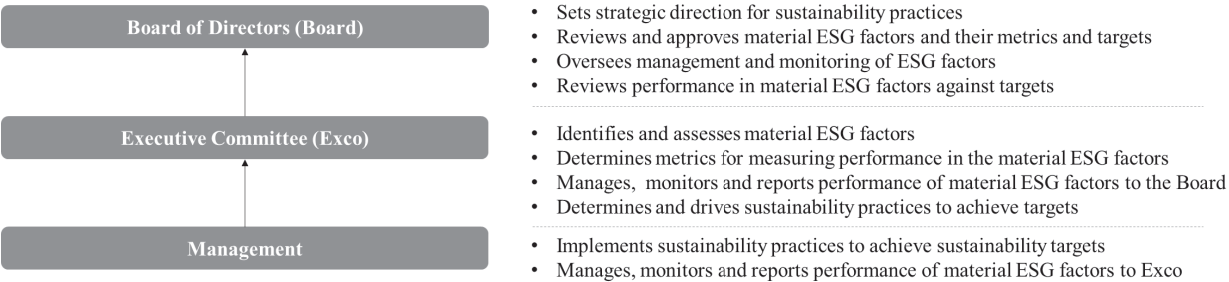 Board of Directors (Board)
• Sets strategic direction for sustainability practices
• Reviews and approves material ESG factors and their metrics and targets
• Oversees management and monitoring of ESG factors
• Reviews performance in material ESG factors against targets
Executive Committee (Exco)
• Identifies and assesses material ESG factors
• Determines metrics for measuring performance in the material ESG factors
• Manages, monitors and reports performance of material ESG factors to the Board
• Determines and drives sustainability practices to achieve targets
Management
• Implements sustainability practices to achieve sustainability targets
• Manages, monitors and reports performance of material ESG factors to Exco